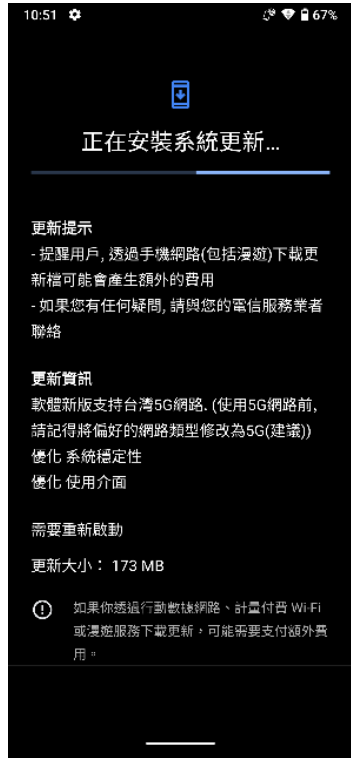 10:51 67%
正在安裝系統更新...
更新提示
- 提醒用戶, 透過手機網路(包括漫遊)下載更
新檔可能會產生額外的費用
- 如果您有任何疑問, 請與您的電信服務業者
聯絡
更新資訊
軟體新版支持台灣5G網路. (使用5G網路前,
請記得將偏好的網路類型修改為5G(建議))
優化 系統穩定性
優化 使用介面
需要重新啟動
更新大小： 173 MB
如果你透過行動數據網路、計量付費 Wi-Fi
或漫遊服務下載更新，可能需要支付額外費
用。